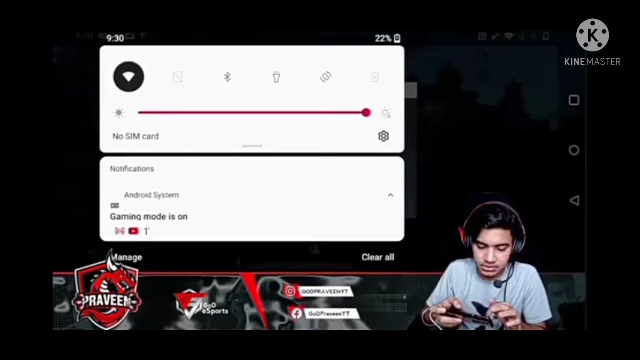 9:30
22%
KINEMASTER
No SIM card
Notifications
Android System
Gaming mode is on
Manage
Clear all
PRAVEEN
GoD
eSports
GODPRAVEENYT
GoDPraveenYT